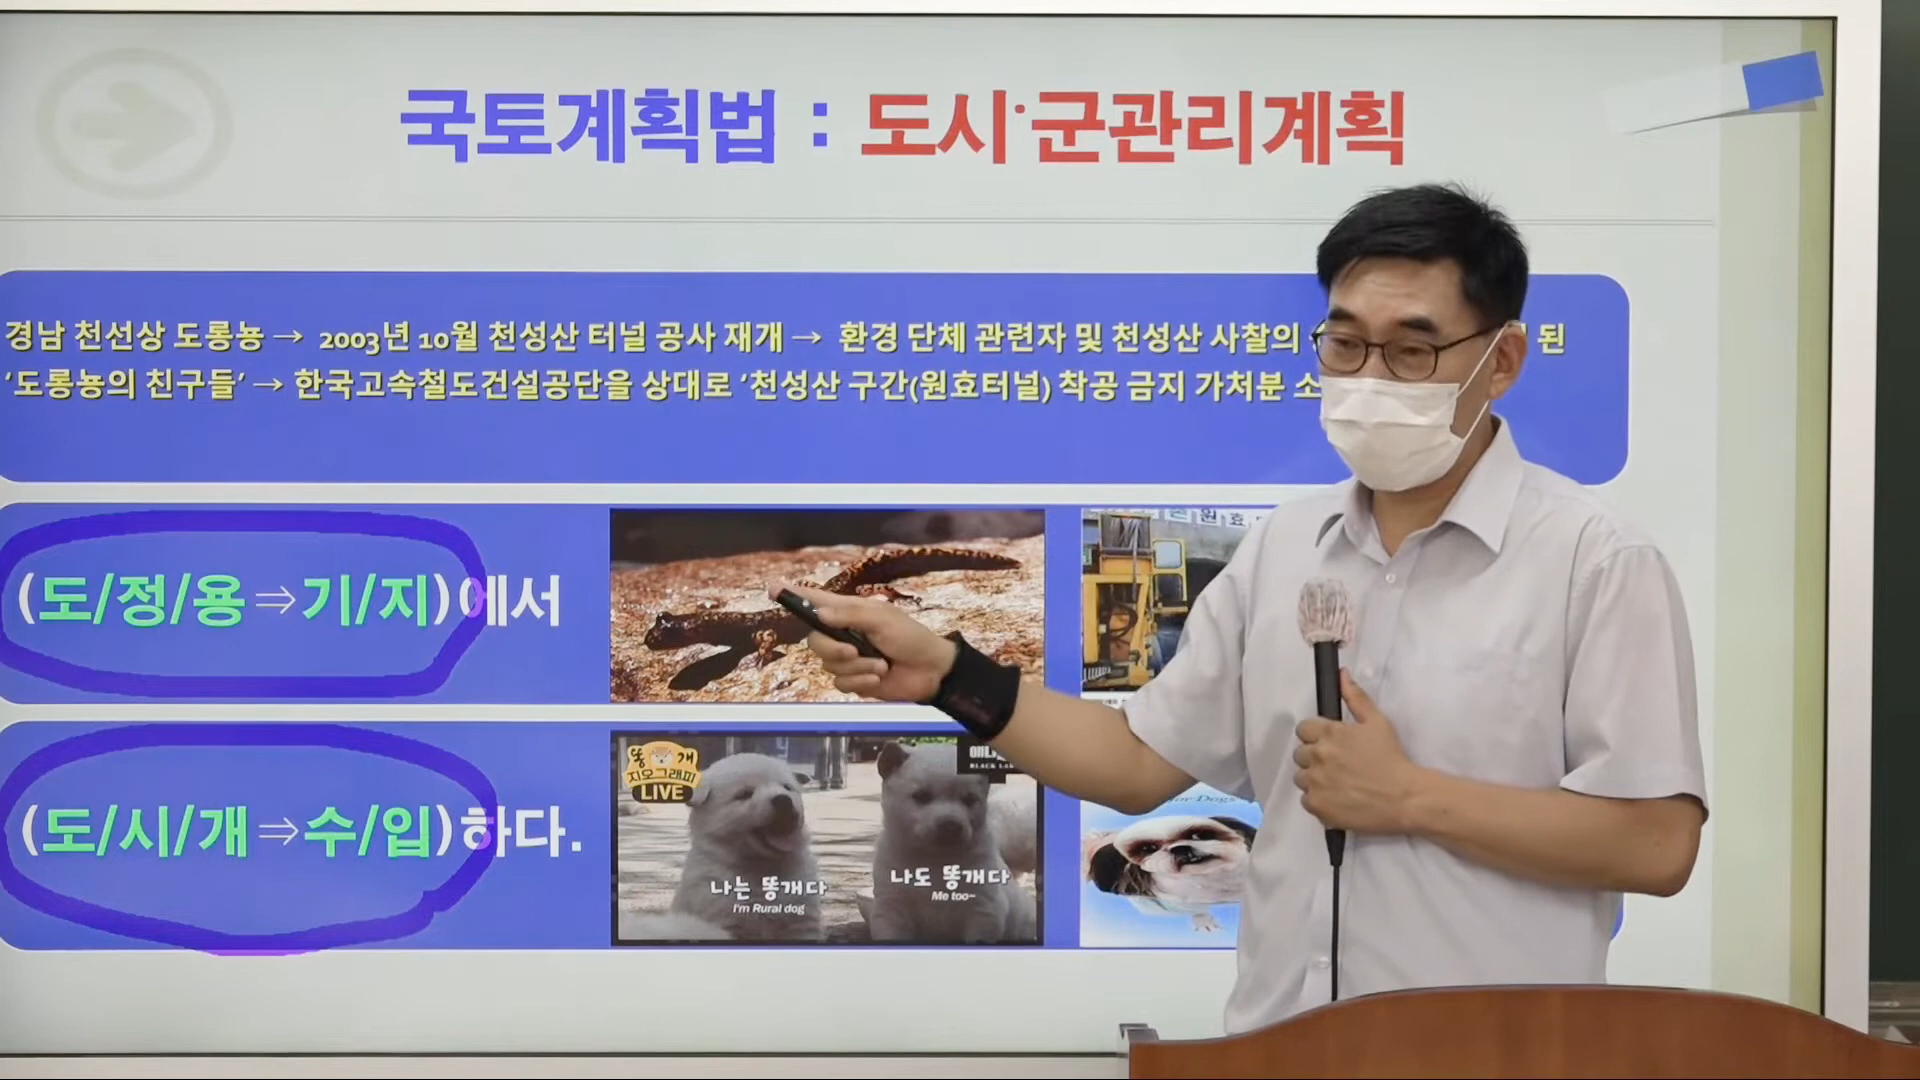 국토계획법 : 도시·군관리계획
경남 천선상 도롱뇽 → 2003년 10월 천성산 터널 공사 재개 → 환경 단체 관련자 및 천성산 사찰의 된
‘도롱뇽의 친구들’ → 한국고속철도건설공단을 상대로 ‘천성산 구간(원효터널) 착공 금지 가처분 소
(도/정/용⇒기/지)에서
원효
(도/시/개⇒수/입)하다.
똥개
지오그래피
LIVE
BLACK
나는 똥개다
I'm Rural dog
나도 똥개다
Me too~
for Dogs